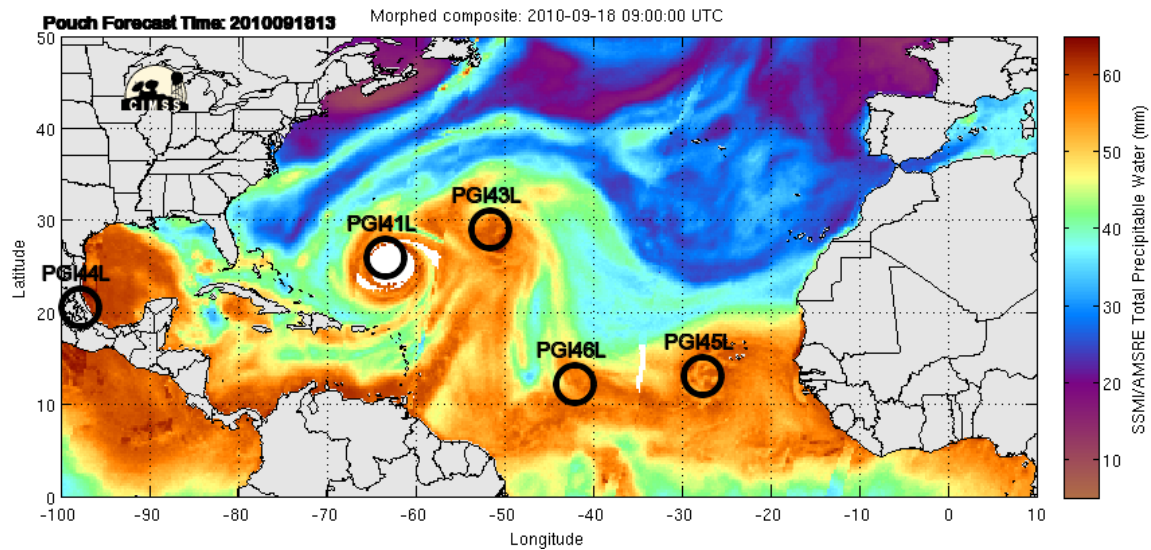 Pouch Forecast Time: 2010091813
Morphed composite: 2010-09-18 09:00:00 UTC
CIMSS
PGI43L
PGI41L
PGI44L
PGI46L
PGI45L
Latitude
50
40
30
20
10
0
-100 -90 -80 -70 -60 -50 -40 -30 -20 -10 0 10
Longitude
60
50
40
30
20
10
SSMI/AMSRE Total Precipitable Water (mm)